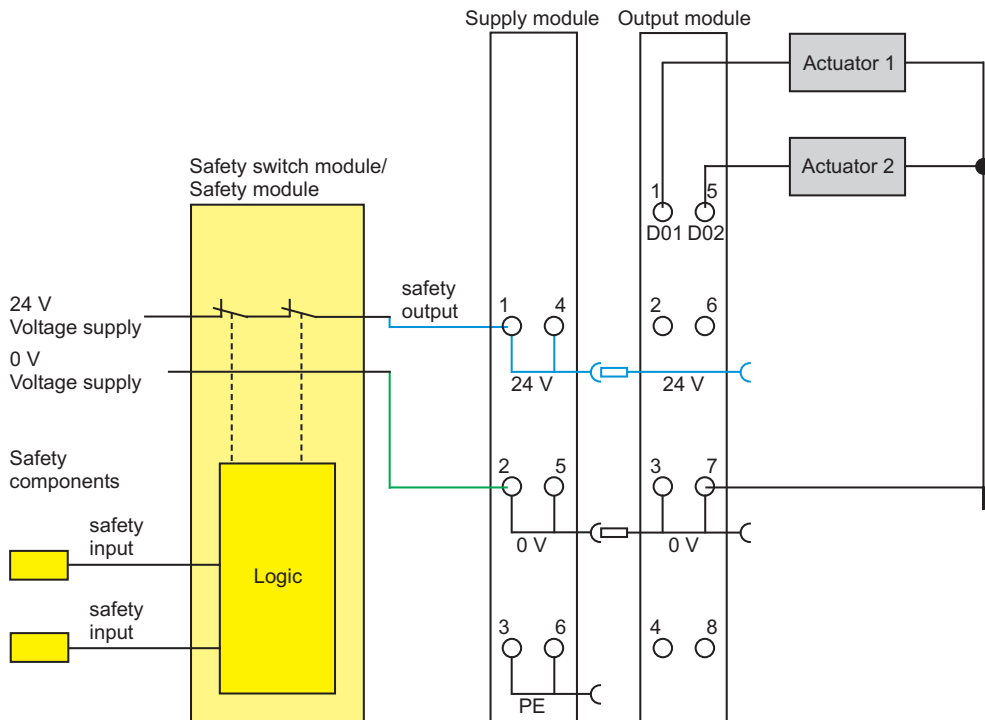 Supply module
Output module
Actuator 1
Actuator 2
Safety switch module/
Safety module
1
5
D01
D02
24 V
Voltage supply
safety
output
1
4
2
6
0 V
Voltage supply
24 V
24 V
Safety
components
2
5
3
7
safety
input
0 V
0 V
Logic
safety
input
3
6
4
8
PE